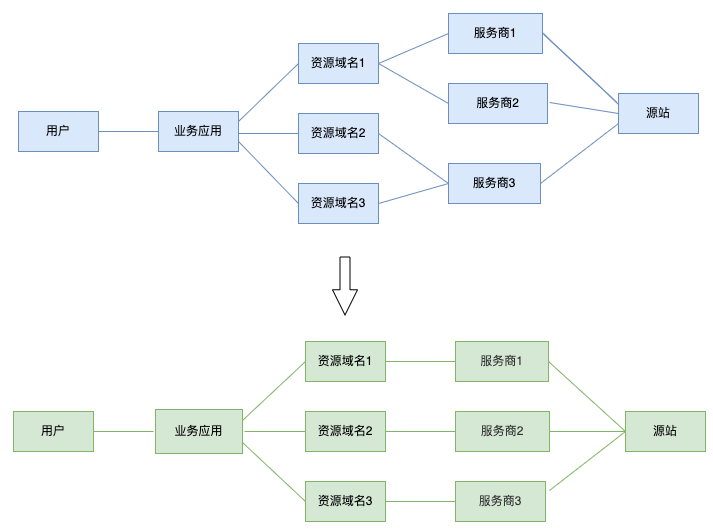 服务商1
资源域名1
服务商2
源站
用户
业务应用
资源域名2
服务商3
资源域名3
资源域名1
服务商1
用户
业务应用
资源域名2
服务商2
源站
资源域名3
服务商3